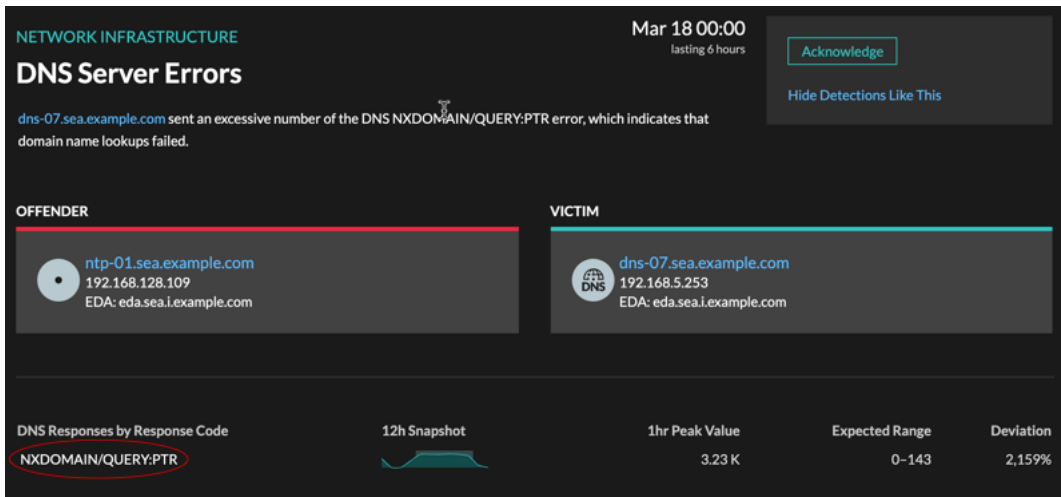 NETWORK INFRASTRUCTURE
DNS Server Errors
Mar 18 00:00
lasting 6 hours
Acknowledge
Hide Detections Like This
dns-07.sea.example.com sent an excessive number of the DNS NXDOMAIN/QUERY:PTR error, which indicates that
domain name lookups failed.
OFFENDER
ntp-01.sea.example.com
192.168.128.109
EDA: eda.sea.i.example.com
VICTIM
DNS
dns-07.sea.example.com
192.168.5.253
EDA: eda.sea.i.example.com
DNS Responses by Response Code 12h Snapshot 1hr Peak Value Expected Range Deviation
NXDOMAIN/QUERY:PTR 3.23 K 0–143 2,159%